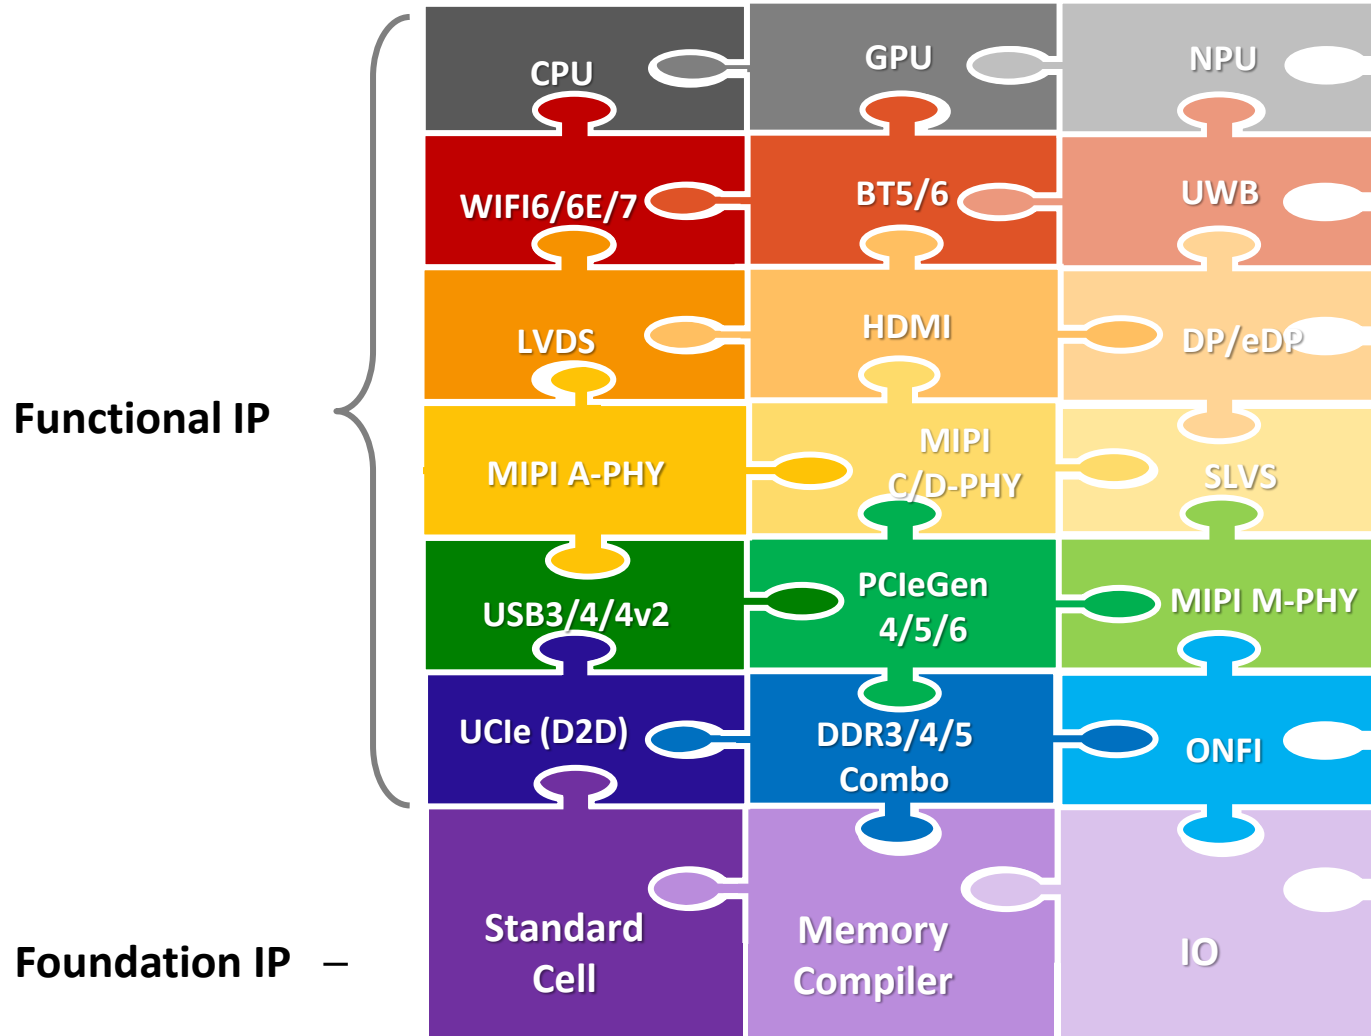 CPU
GPU
NPU
WIFI6/6E/7
BT5/6
UWB
LVDS
HDMI
DP/eDP
Functional IP
MIPI A-PHY
MIPI
C/D-PHY
SLVS
USB3/4/4v2
PCIeGen
4/5/6
MIPI M-PHY
UCIe (D2D)
DDR3/4/5
Combo
ONFI
Foundation IP –
Standard
Cell
Memory
Compiler
IO